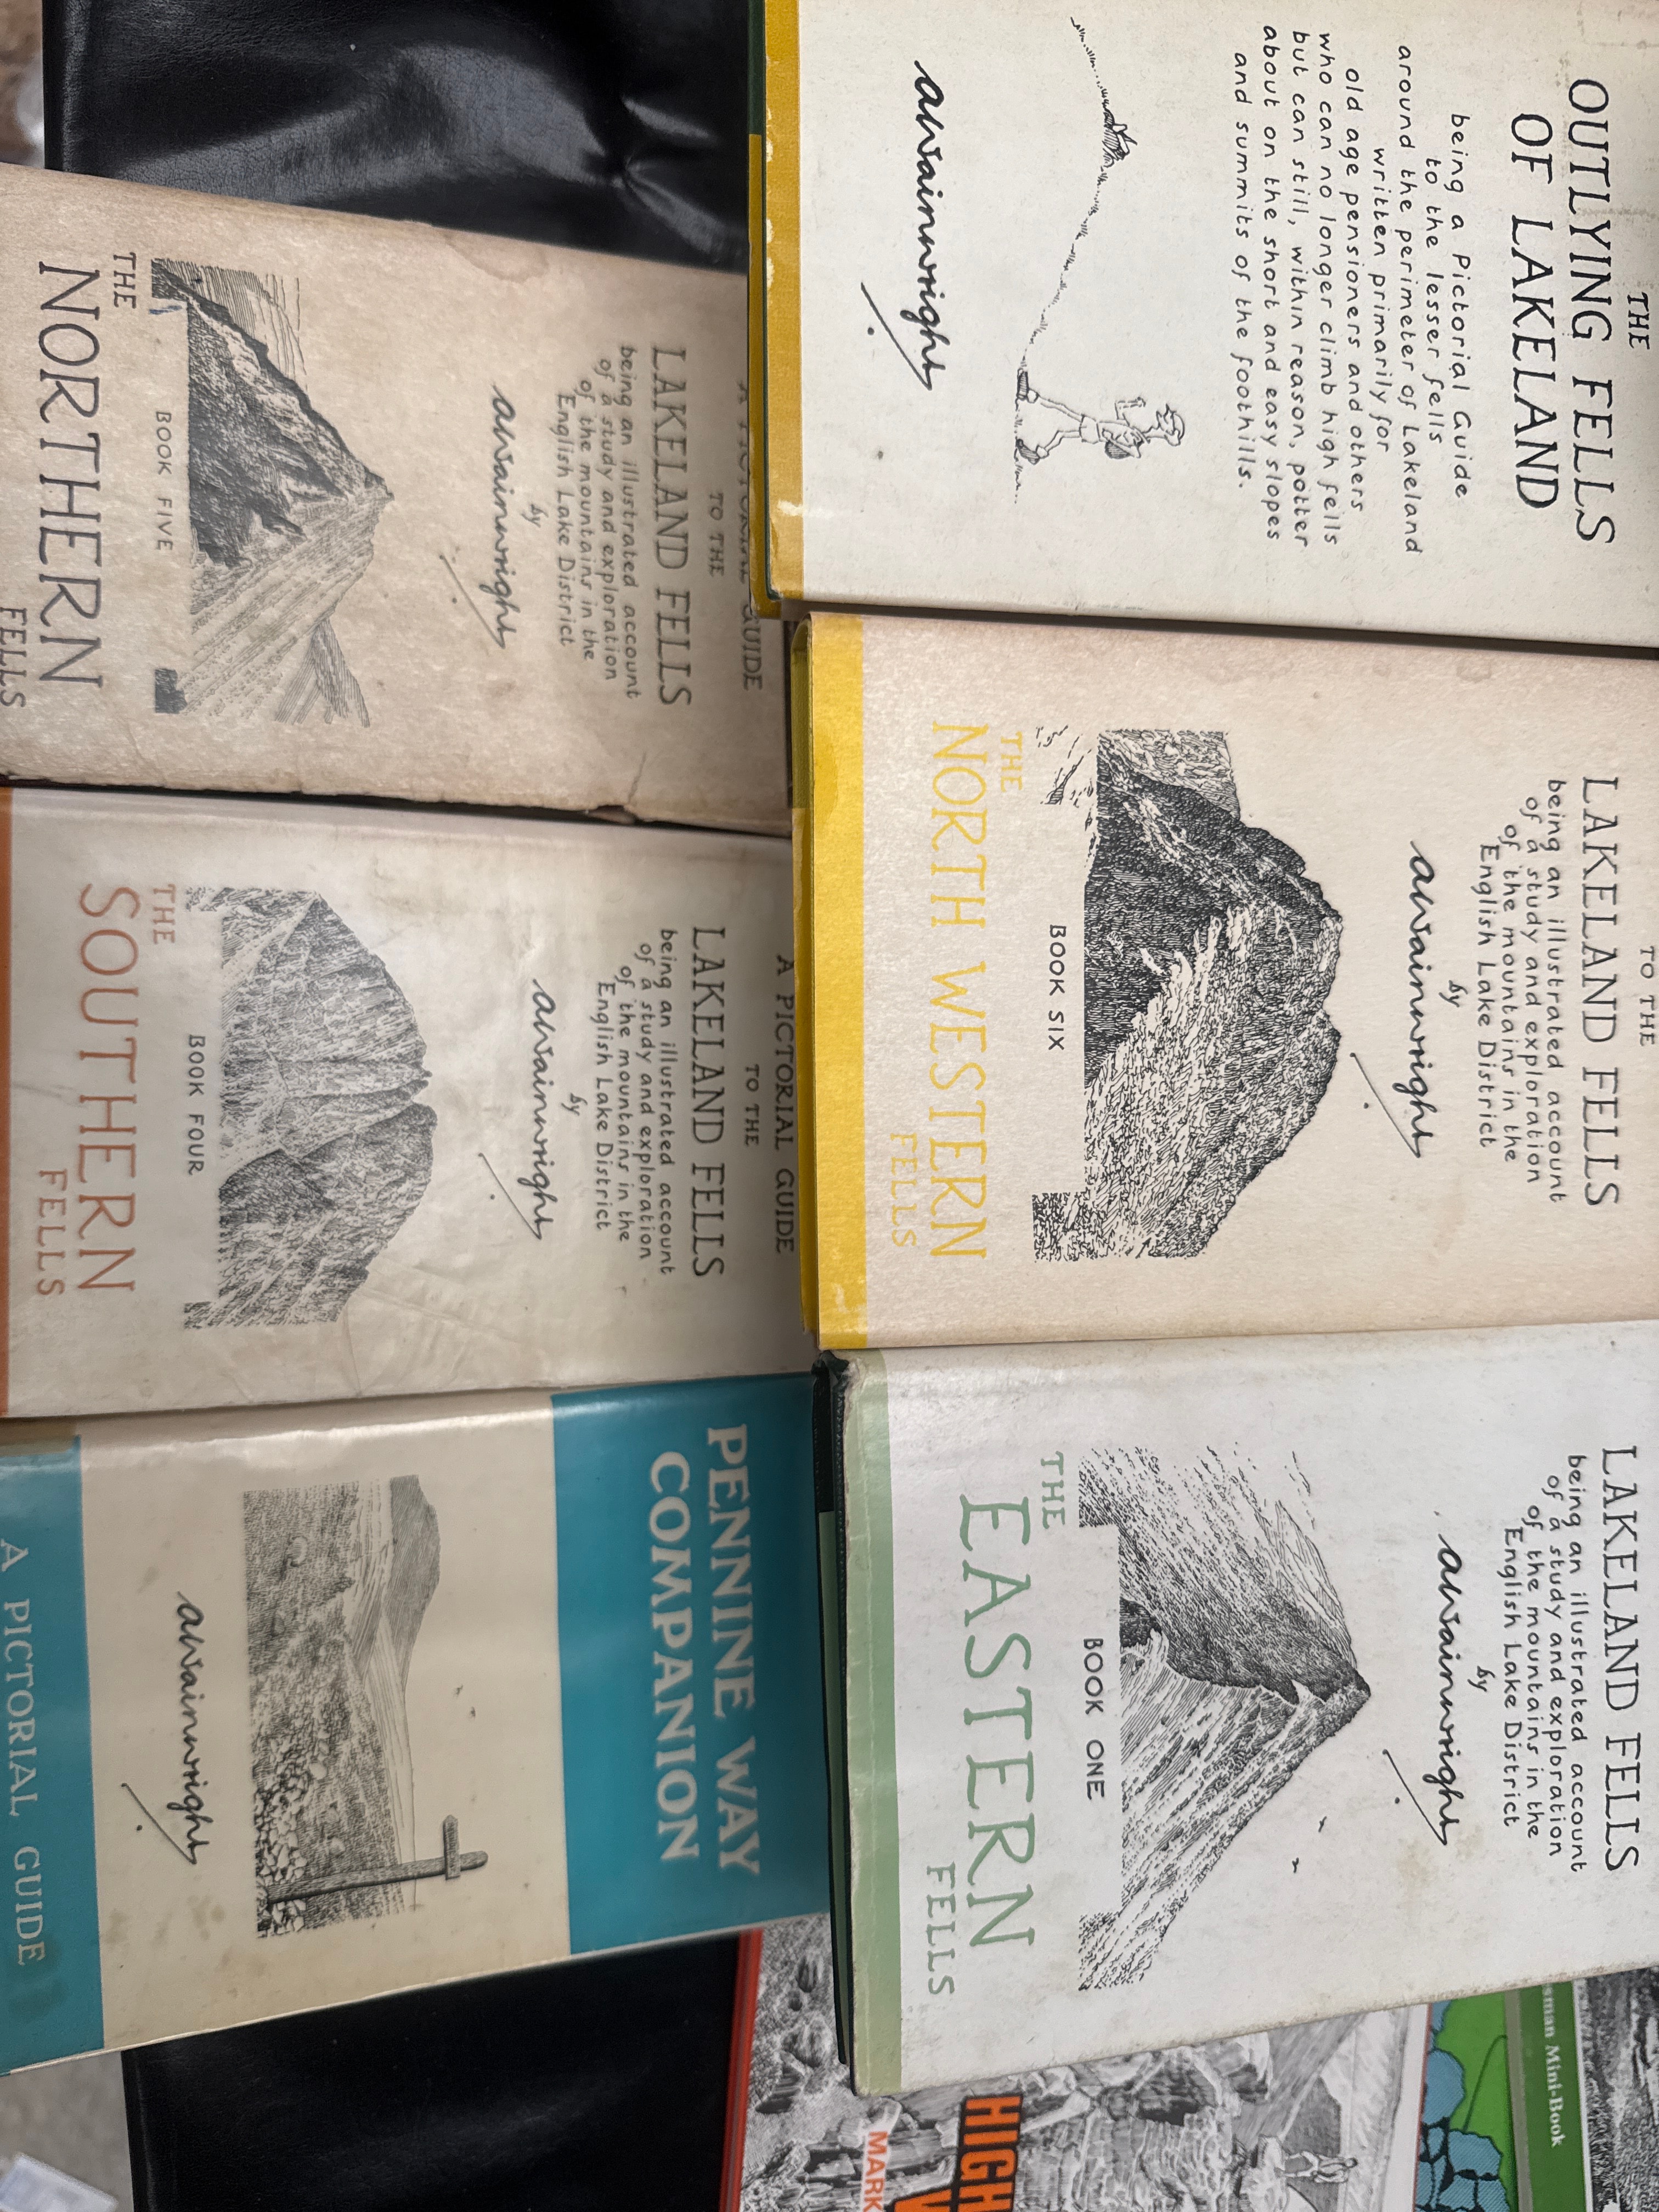 THE
OUTLYING FELLS
OF LAKELAND
being a Pictorial Guide
to the lesser fells
around the perimeter of Lakeland
written primarily for
old age pensioners and others
who can no longer climb high fells
but can still, within reason, potter
about on the short and easy slopes
and summits of the foothills.
awainwright
TO THE
LAKELAND FELLS
being an illustrated account
of a study and exploration
of the mountains in the
English Lake District
by
awainwright
BOOK SIX
THE
NORTH WESTERN
FELLS
LAKELAND FELLS
being an illustrated account
of a study and exploration
of the mountains in the
English Lake District
by
awainwright
BOOK ONE
THE
EASTERN
FELLS
sman Mini-Book
HIGH
MARK
A PICTORIAL GUIDE
TO THE
LAKELAND FELLS
being an illustrated account
of a study and exploration
of the mountains in the
English Lake District
by
awainwright
BOOK FIVE
THE
NORTHERN
FELLS
A PICTORIAL GUIDE
TO THE
LAKELAND FELLS
being an illustrated account
of a study and exploration
of the mountains in the
English Lake District
by
awainwright
BOOK FOUR
THE
SOUTHERN
FELLS
PENNINE WAY
COMPANION
awainwright
A PICTORIAL GUIDE